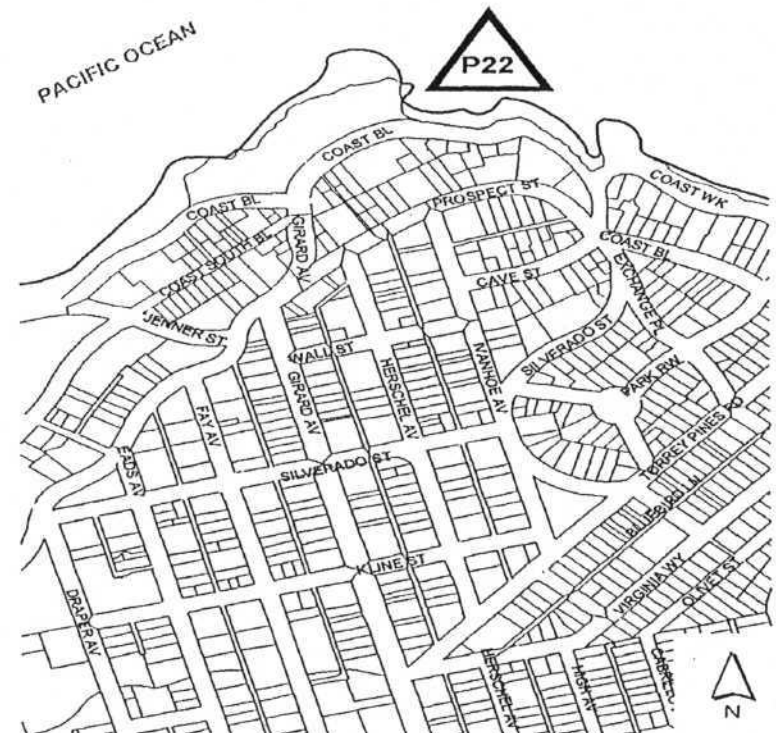 PACIFIC OCEAN
P22
COAST BL
COAST WK
PROSPECT ST
COAST BL
GIRARD AV
COAST BL
COAST SOUTH BL
EXCHANGE PL
CAVE ST
JENNER ST
SILVERADO ST
WALL ST
IVANHOE AV
HERSCHEL AV
PARK RW
GIRARD AV
FAY AV
TORREY PINES RD
EADS AV
SILVERADO ST
BLUEBIRD LN
KLINE ST
VIRGINIA WY
OLIVET ST
DRAPER AV
HERSCHEL AV
HIGH AV
N